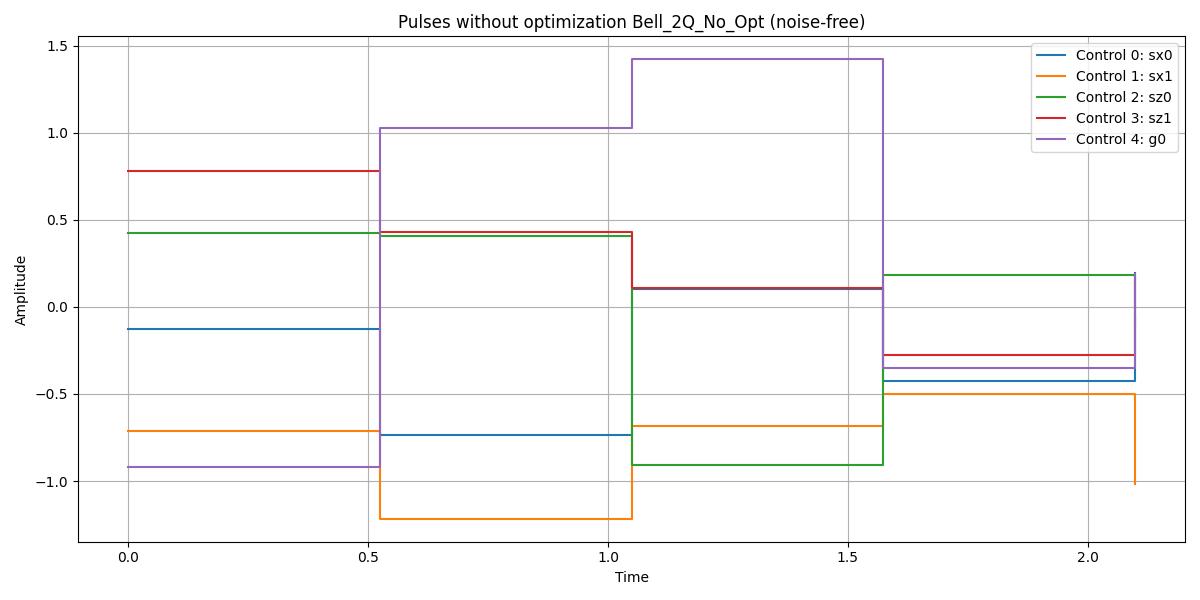 Pulses without optimization Bell_2Q_No_Opt (noise-free)
1.5
1.0
0.5
0.0
−0.5
−1.0
Amplitude
Control 0: sx0
Control 1: sx1
Control 2: sz0
Control 3: sz1
Control 4: g0
0.0
0.5
1.0
1.5
2.0
Time